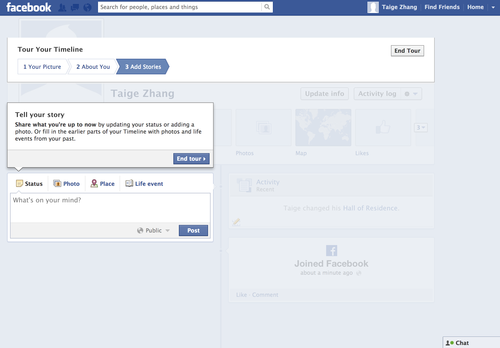 facebook
Search for people, places and things
Taige Zhang
Find Friends
Home
Tour Your Timeline
End Tour
1 Your Picture
2 About You
3 Add Stories
Taige Zhang
Update info
Activity log
Tell your story
Share what you're up to now by updating your status or adding a
photo. Or fill in the earlier parts of your Timeline with photos and life
events from your past.
End tour
Photos
Map
Likes
Status
Photo
Place
Life event
What's on your mind?
Public
Post
Activity
Recent
Taige changed his Hall of Residence.
Joined Facebook
about a minute ago
Like · Comment
Chat